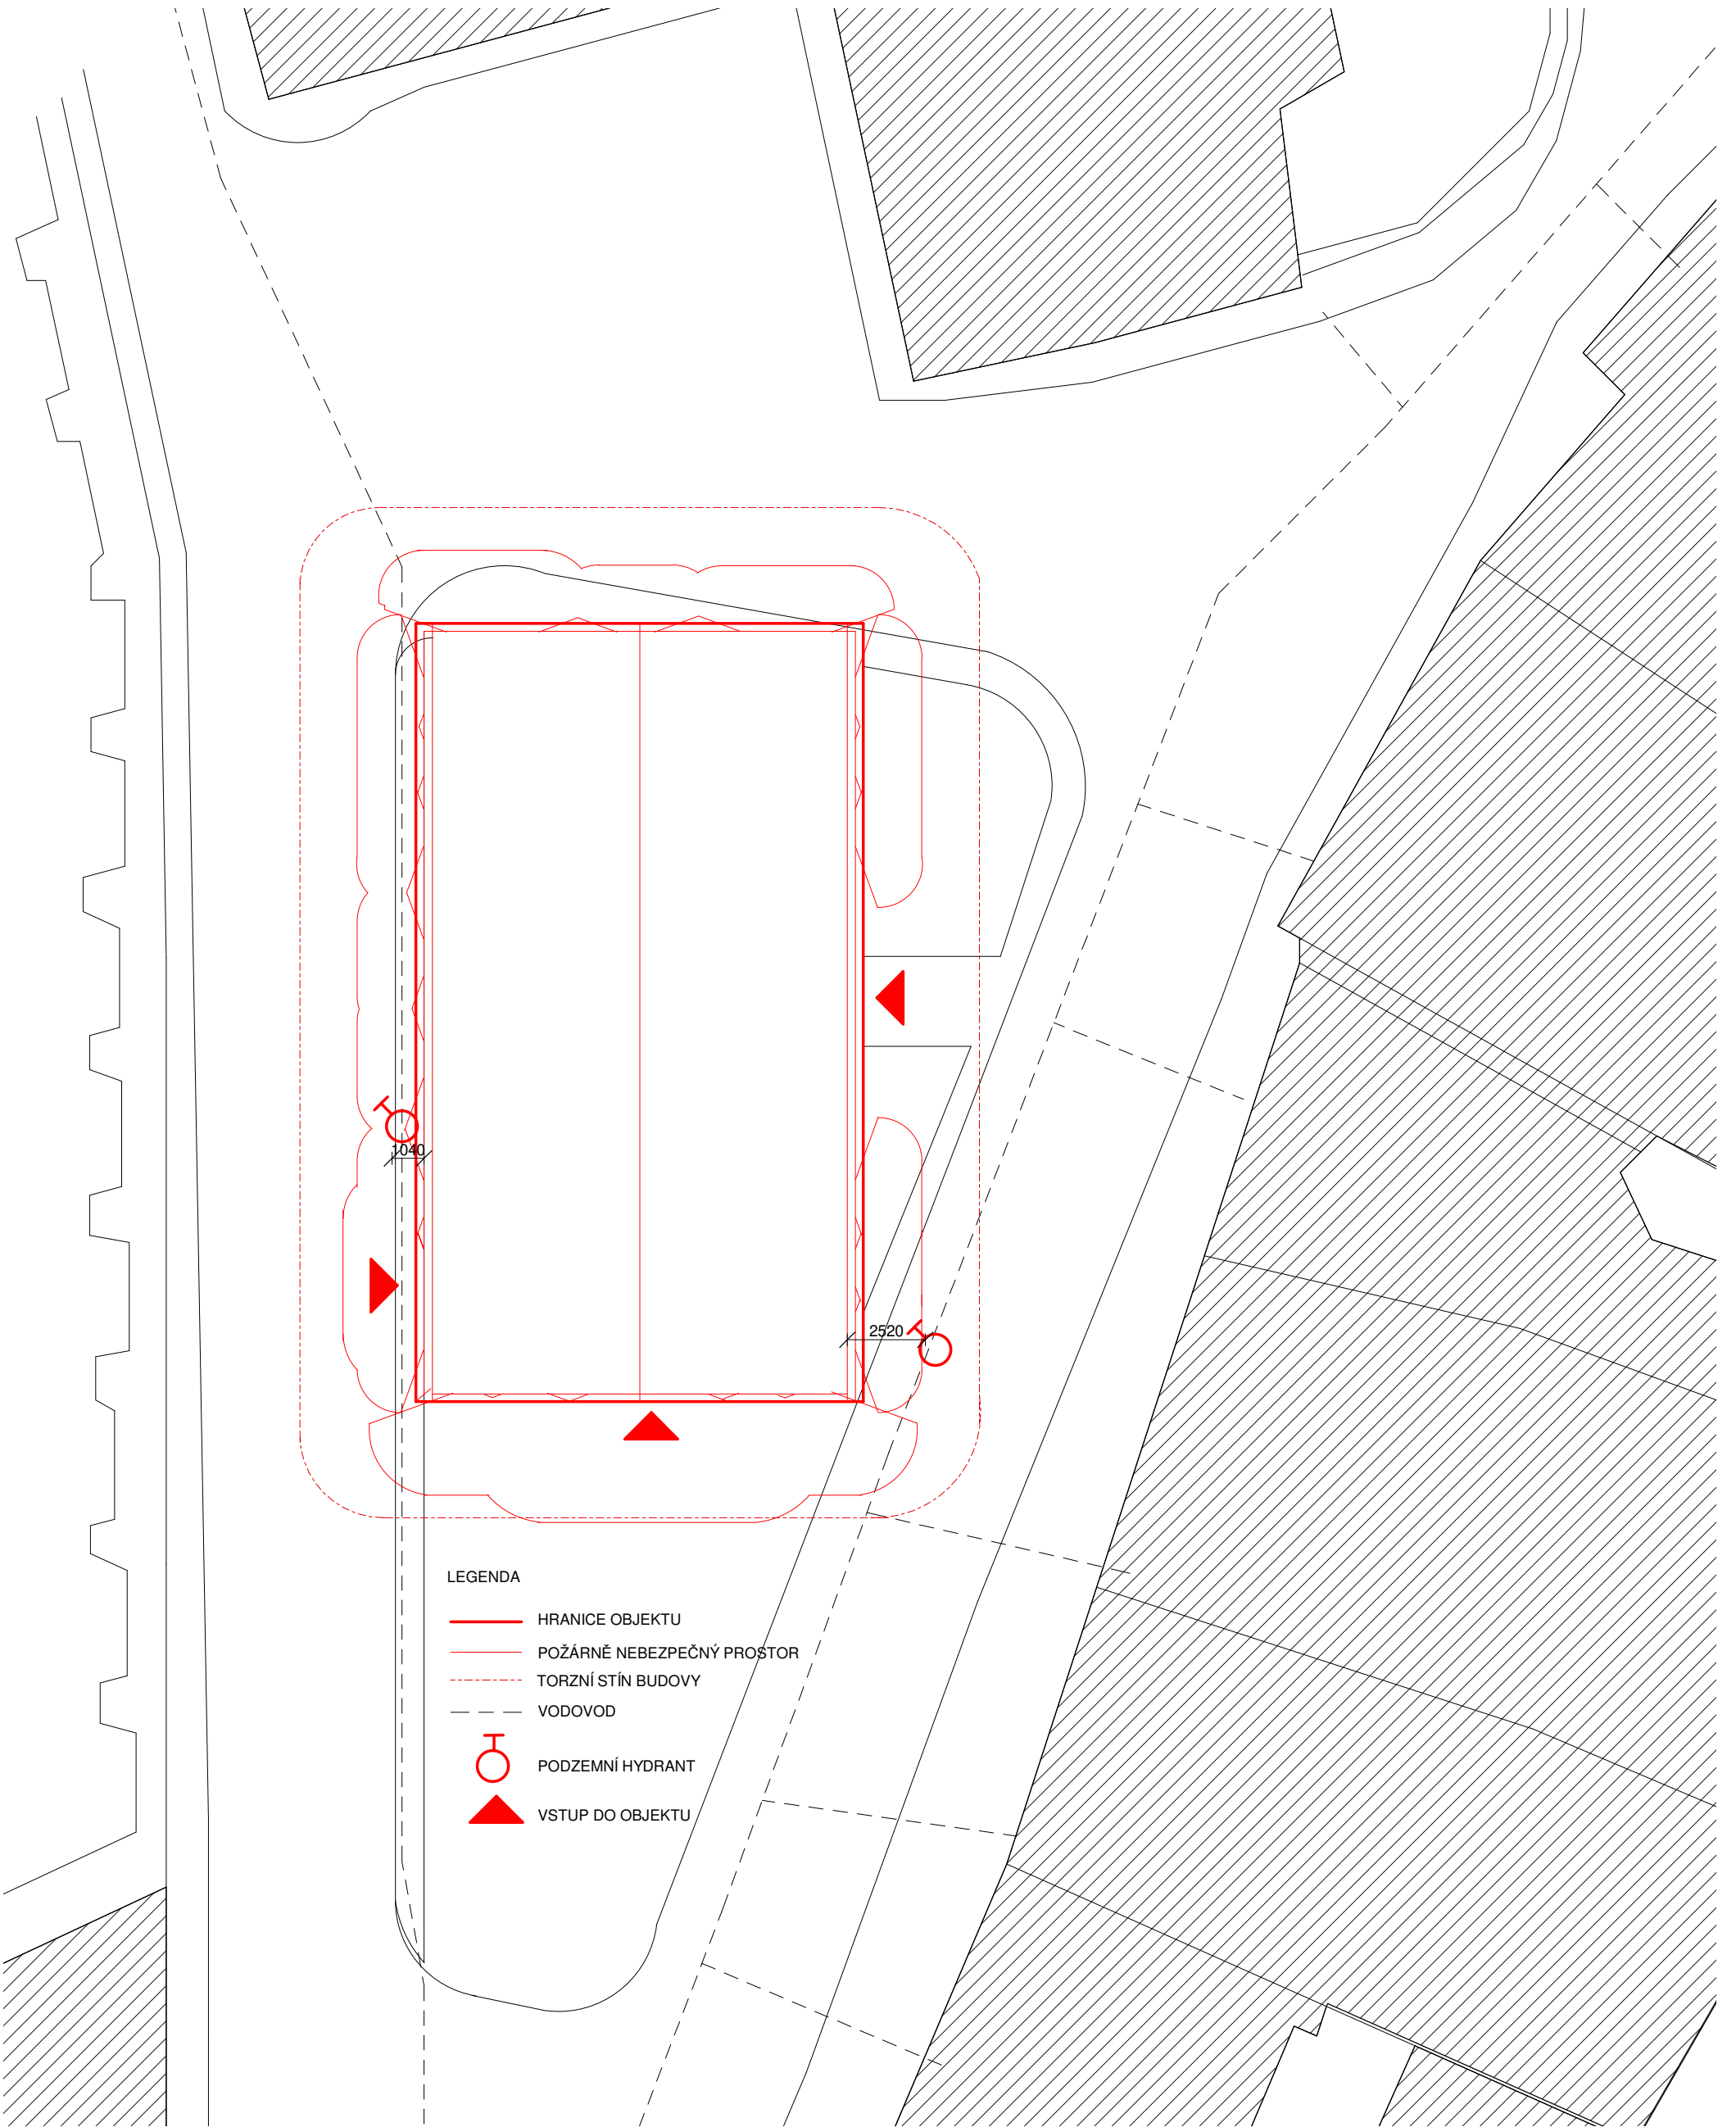 1040
2520
LEGENDA
HRANICE OBJEKTU
POŽÁRNĚ NEBEZPEČNÝ PROSTOR
TORZNÍ STÍN BUDOVY
VODOVOD
PODZEMNÍ HYDRANT
VSTUP DO OBJEKTU